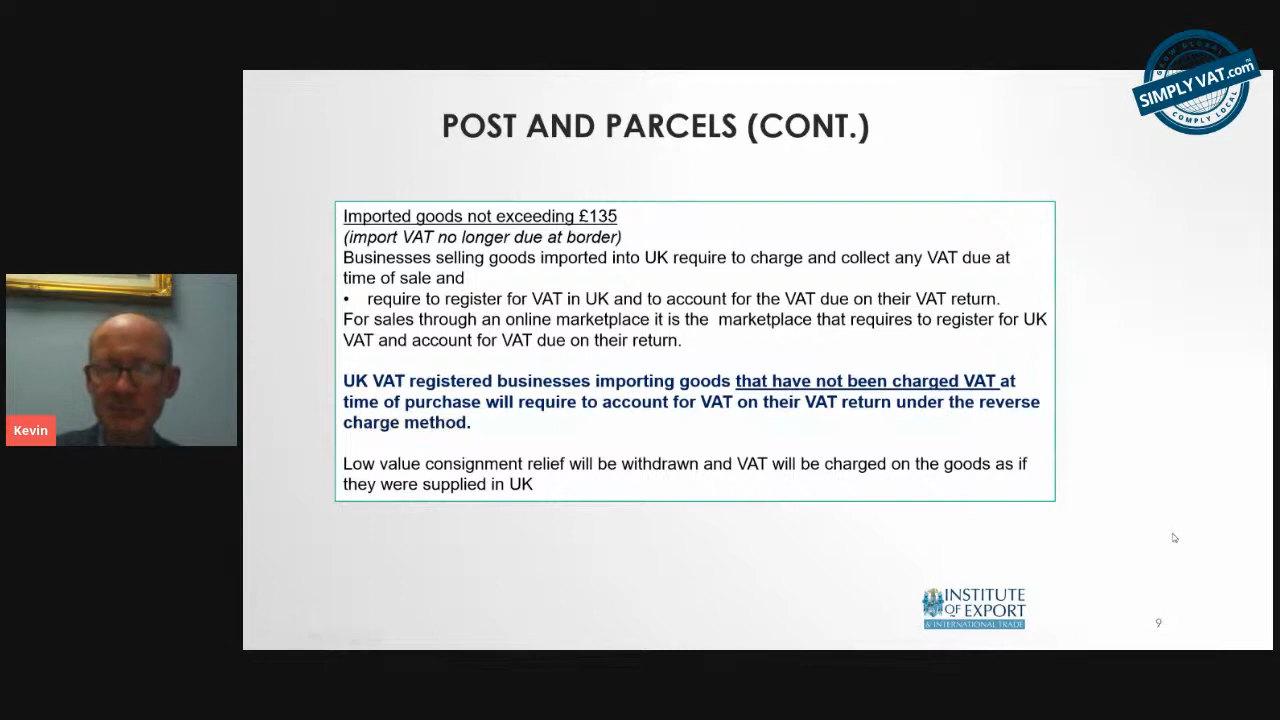 GROW GLOBAL
SIMPLY VAT.com
COMPLY LOCAL
POST AND PARCELS (CONT.)
Imported goods not exceeding £135
(import VAT no longer due at border)
Businesses selling goods imported into UK require to charge and collect any VAT due at
time of sale and
• require to register for VAT in UK and to account for the VAT due on their VAT return.
For sales through an online marketplace it is the marketplace that requires to register for UK
VAT and account for VAT due on their return.
UK VAT registered businesses importing goods that have not been charged VAT at
time of purchase will require to account for VAT on their VAT return under the reverse
charge method.
Low value consignment relief will be withdrawn and VAT will be charged on the goods as if
they were supplied in UK
Kevin
INSTITUTE
OF EXPORT
& INTERNATIONAL TRADE
9